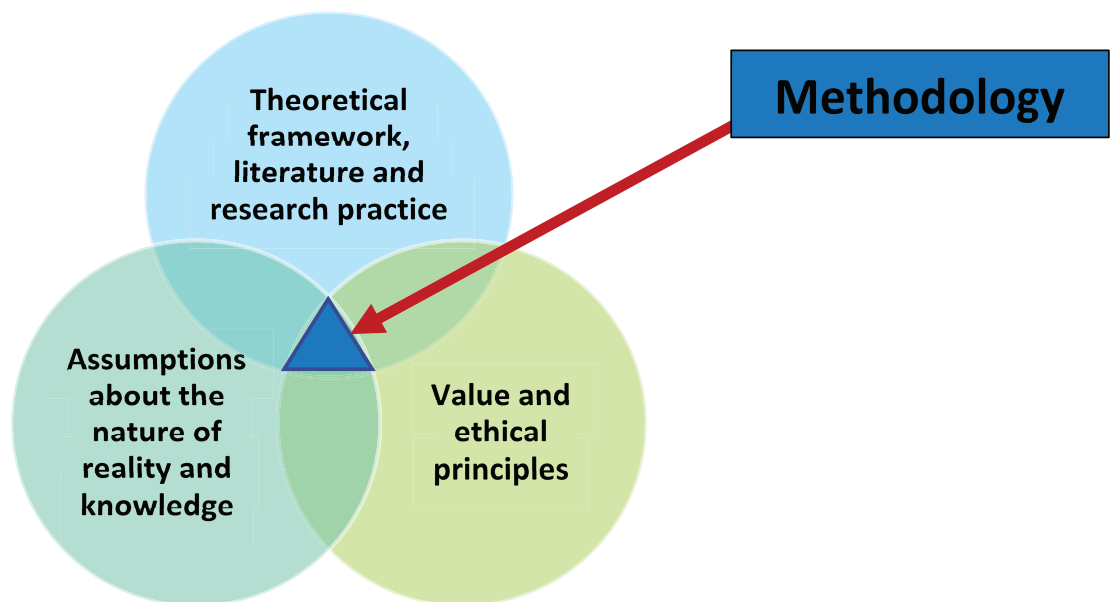 Methodology
Theoretical
framework,
literature and
research practice
Assumptions
about the
nature of
reality and
knowledge
Value and
ethical
principles